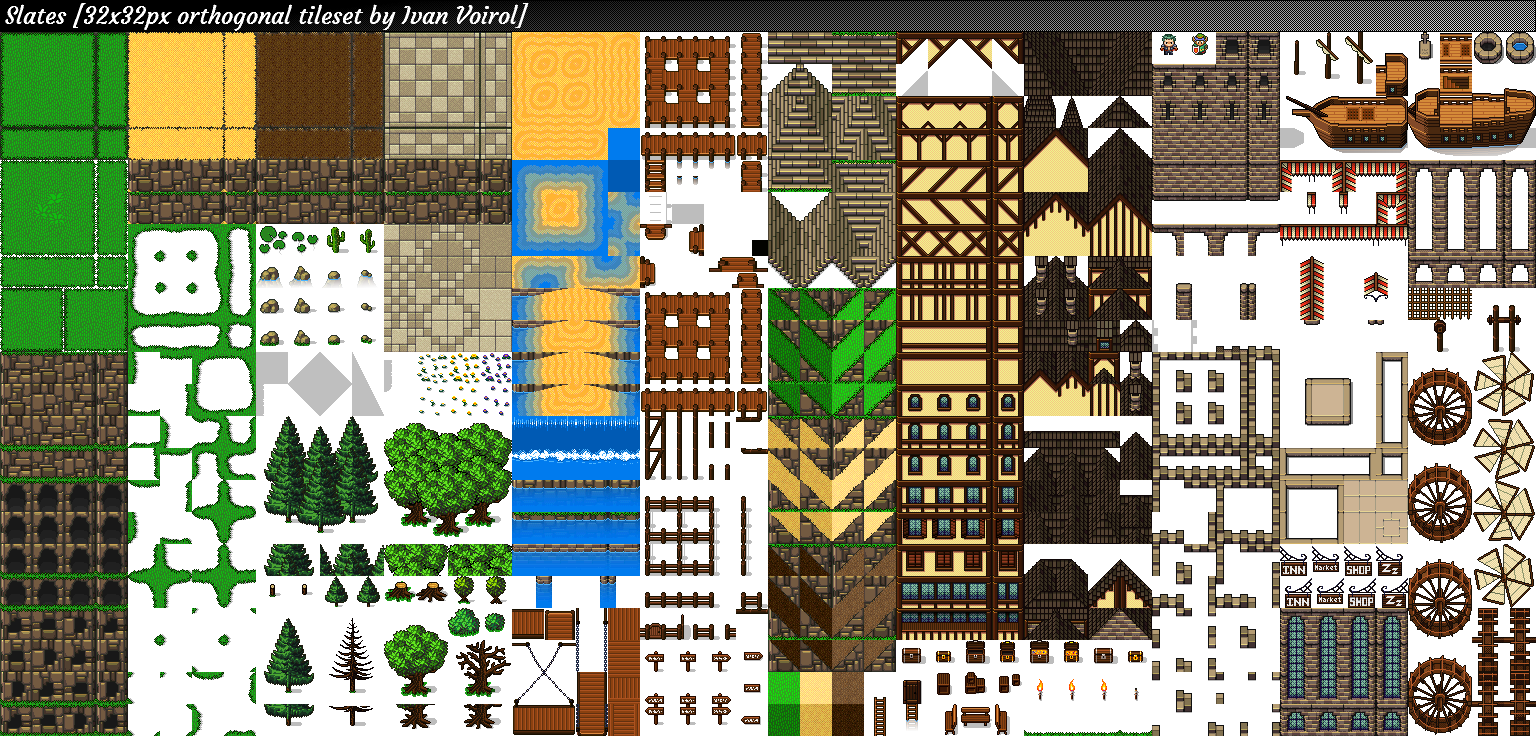 Slates [32x32px orthogonal tileset by Ivan Voirol]
INN Market SHOP Zz
INN Market SHOP Zz